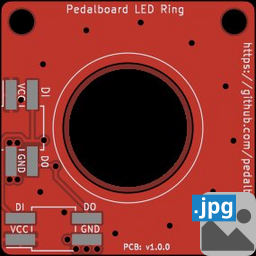 Pedalboard LED Ring
https://github.com/pedalb
VCC DI
GND DO
DI DO
VCC GND
PCB: v1.0.0
.jpg